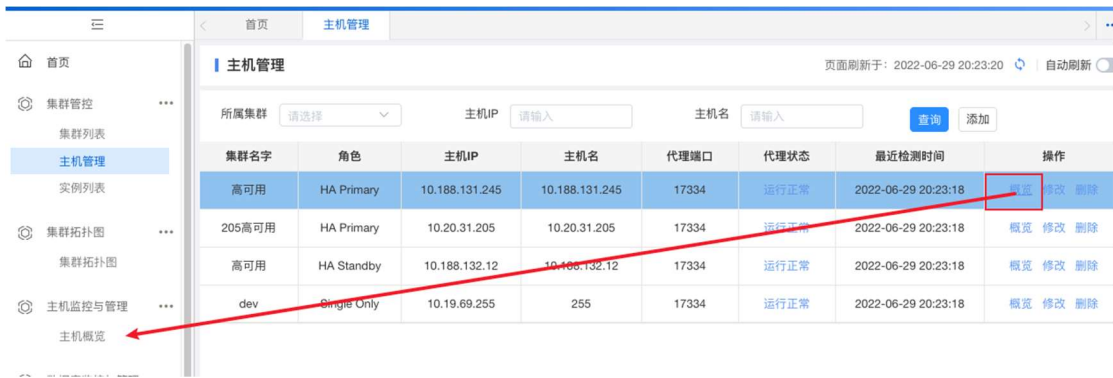 首页 主机管理
首页
主机管理 页面刷新于：2022-06-29 20:23:20 自动刷新
集群管控
所属集群 请选择 主机IP 请输入 主机名 请输入 查询 添加
集群列表
主机管理
实例列表
集群名字 角色 主机IP 主机名 代理端口 代理状态 最近检测时间 操作
高可用 HA Primary 10.188.131.245 10.188.131.245 17334 运行正常 2022-06-29 20:23:18 概览 修改 删除
205高可用 HA Primary 10.20.31.205 10.20.31.205 17334 运行正常 2022-06-29 20:23:18 概览 修改 删除
高可用 HA Standby 10.188.132.12 10.188.132.12 17334 运行正常 2022-06-29 20:23:18 概览 修改 删除
dev Single Only 10.19.69.255 255 17334 运行正常 2022-06-29 20:23:18 概览 修改 删除
集群拓扑图
集群拓扑图
主机监控与管理
主机概览